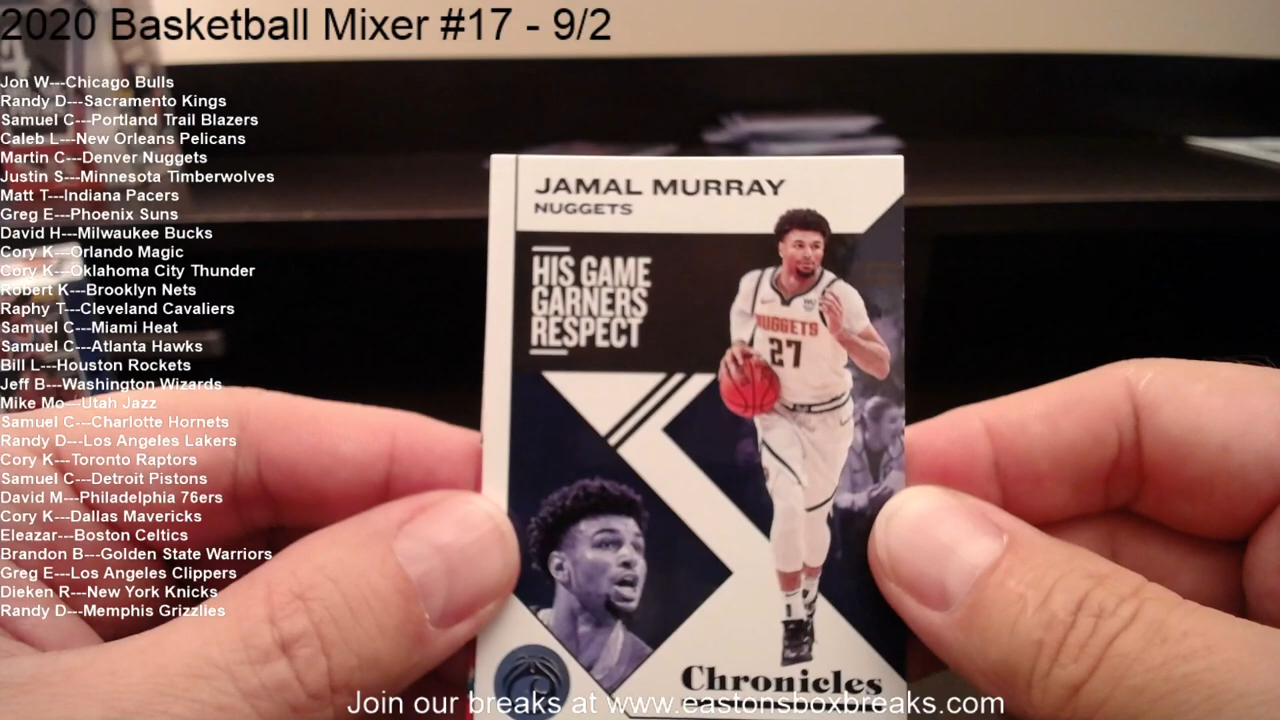 2020 Basketball Mixer #17 - 9/2
Jon W---Chicago Bulls
Randy D---Sacramento Kings
Samuel C---Portland Trail Blazers
Caleb L---New Orleans Pelicans
Martin C---Denver Nuggets
Justin S---Minnesota Timberwolves
Matt T---Indiana Pacers
Greg E---Phoenix Suns
David H---Milwaukee Bucks
Cory K---Orlando Magic
Cory K---Oklahoma City Thunder
Robert K---Brooklyn Nets
Raphy T---Cleveland Cavaliers
Samuel C---Miami Heat
Samuel C---Atlanta Hawks
Bill L---Houston Rockets
Jeff B---Washington Wizards
Mike Mo---Utah Jazz
Samuel C---Charlotte Hornets
Randy D---Los Angeles Lakers
Cory K---Toronto Raptors
Samuel C---Detroit Pistons
David M---Philadelphia 76ers
Cory K---Dallas Mavericks
Eleazar---Boston Celtics
Brandon B---Golden State Warriors
Greg E---Los Angeles Clippers
Dieken R---New York Knicks
Randy D---Memphis Grizzlies
JAMAL MURRAY
NUGGETS
HIS GAME
GARNERS
RESPECT
NUGGETS
27
Chronicles
Join our breaks at www.eastonsboxbreaks.com